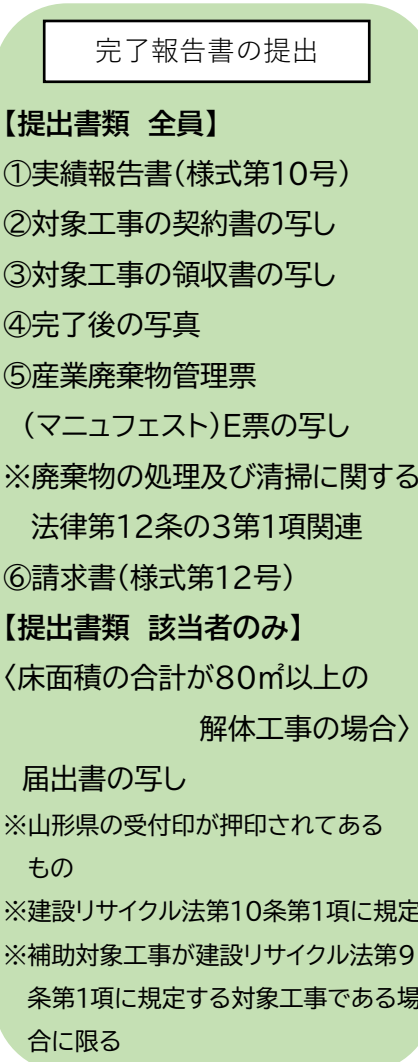 完了報告書の提出
【提出書類 全員】
①実績報告書(様式第10号)
②対象工事の契約書の写し
③対象工事の領収書の写し
④完了後の写真
⑤産業廃棄物管理票
(マニュフェスト)E票の写し
※廃棄物の処理及び清掃に関する
法律第12条の3第1項関連
⑥請求書(様式第12号)
【提出書類 該当者のみ】
〈床面積の合計が80㎡以上の
解体工事の場合〉
届出書の写し
※山形県の受付印が押印されてある
もの
※建設リサイクル法第10条第1項に規定
※補助対象工事が建設リサイクル法第9
条第1項に規定する対象工事である場
合に限る